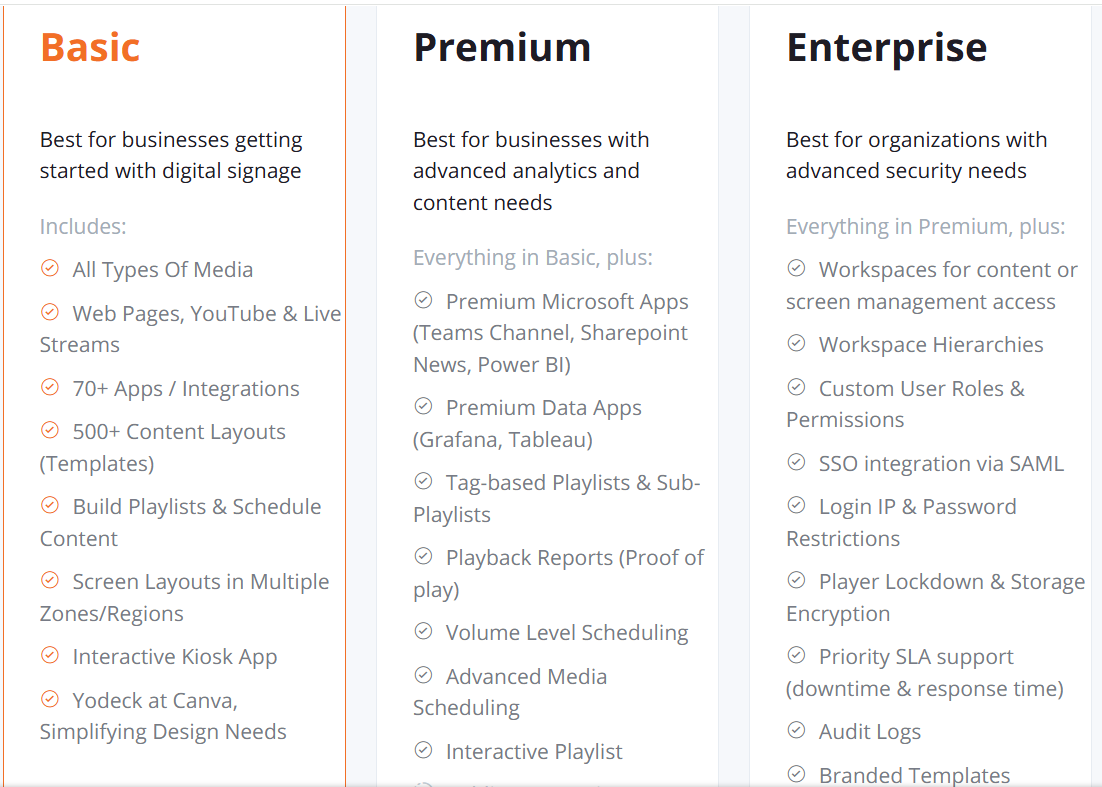 Basic
Best for businesses getting
started with digital signage
Includes:
All Types Of Media
Web Pages, YouTube & Live
Streams
70+ Apps / Integrations
500+ Content Layouts
(Templates)
Build Playlists & Schedule
Content
Screen Layouts in Multiple
Zones/Regions
Interactive Kiosk App
Yodeck at Canva,
Simplifying Design Needs
Premium
Best for businesses with
advanced analytics and
content needs
Everything in Basic, plus:
Premium Microsoft Apps
(Teams Channel, Sharepoint
News, Power BI)
Premium Data Apps
(Grafana, Tableau)
Tag-based Playlists & Sub-
Playlists
Playback Reports (Proof of
play)
Volume Level Scheduling
Advanced Media
Scheduling
Interactive Playlist
Enterprise
Best for organizations with
advanced security needs
Everything in Premium, plus:
Workspaces for content or
screen management access
Workspace Hierarchies
Custom User Roles &
Permissions
SSO integration via SAML
Login IP & Password
Restrictions
Player Lockdown & Storage
Encryption
Priority SLA support
(downtime & response time)
Audit Logs
Branded Templates